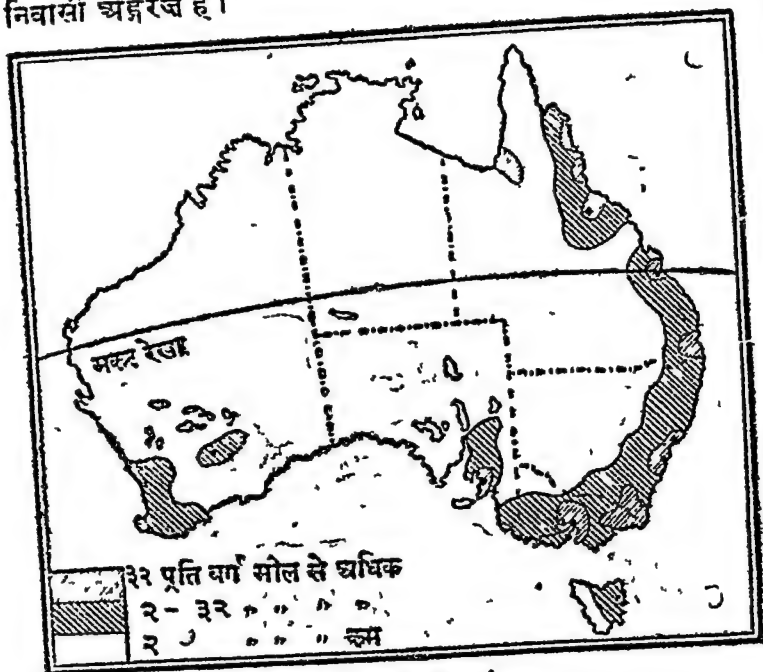 निवासी अङ्गरेज है।
मकर रेखा
३२ प्रति वर्ग मील से अधिक
२ - ३२ " " " "
२ " " " कम